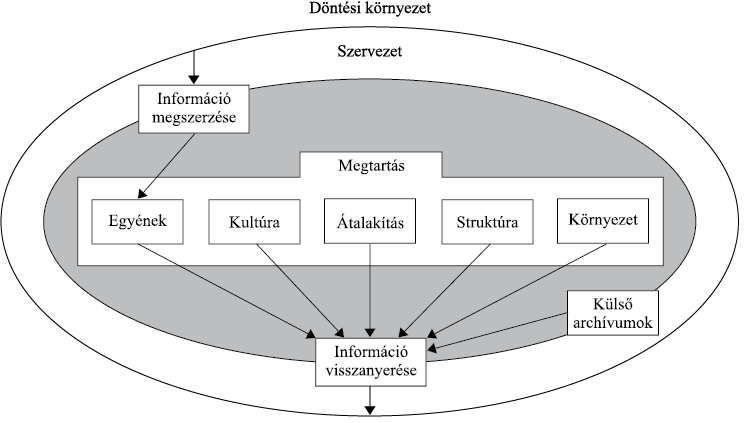 Döntési környezet
Szervezet
Információ
megszerzése
Megtartás
Egyének
Kultúra
Átalakítás
Struktúra
Környezet
Külső
archívumok
Információ
visszanyerése